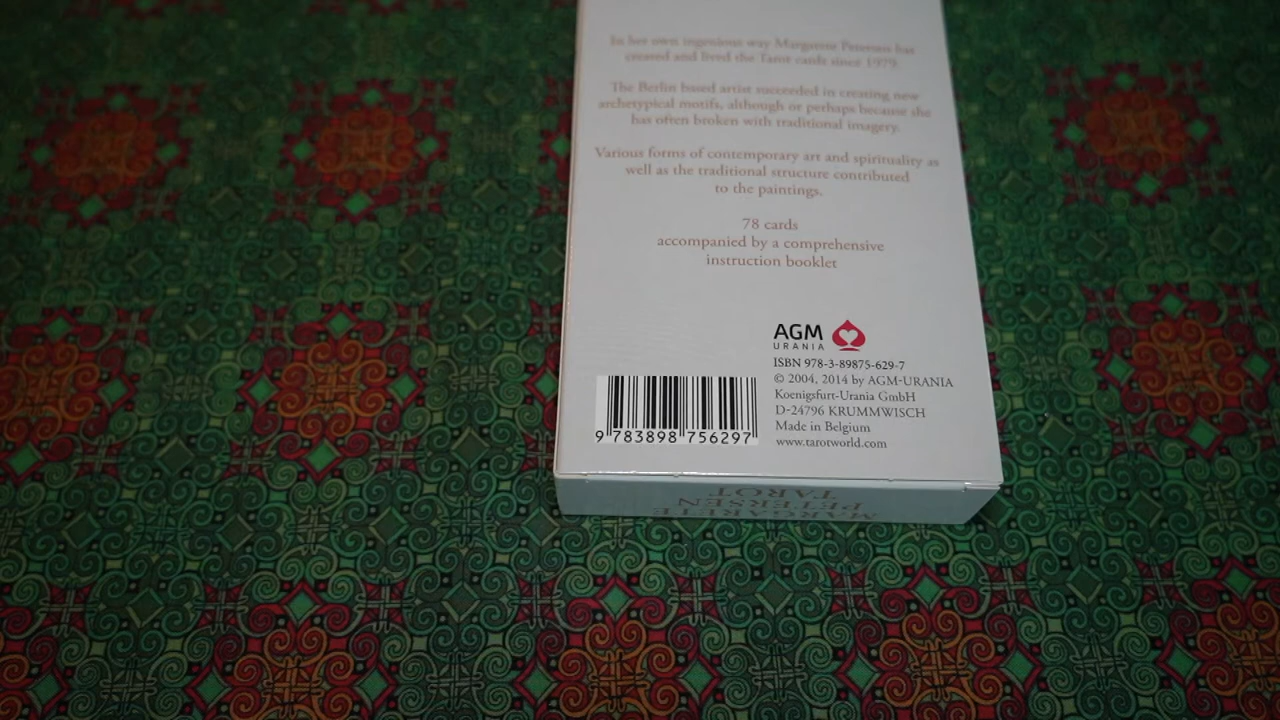 In her own ingenious way Margarete Petersen has
created and lived the Tarot cards since 1979.
The Berlin based artist succeeded in creating new
archetypical motifs, although or perhaps because she
has often broken with traditional imagery.
Various forms of contemporary art and spirituality as
well as the traditional structure contributed
to the paintings.
78 cards
accompanied by a comprehensive
instruction booklet
AGM
URANIA
ISBN 978-3-89875-629-7
© 2004, 2014 by AGM-URANIA
Koenigsfurt-Urania GmbH
D-24796 KRUMMWISCH
Made in Belgium
www.tarotworld.com
9 783898 756297
MARGARETE
PETERSEN
TAROT